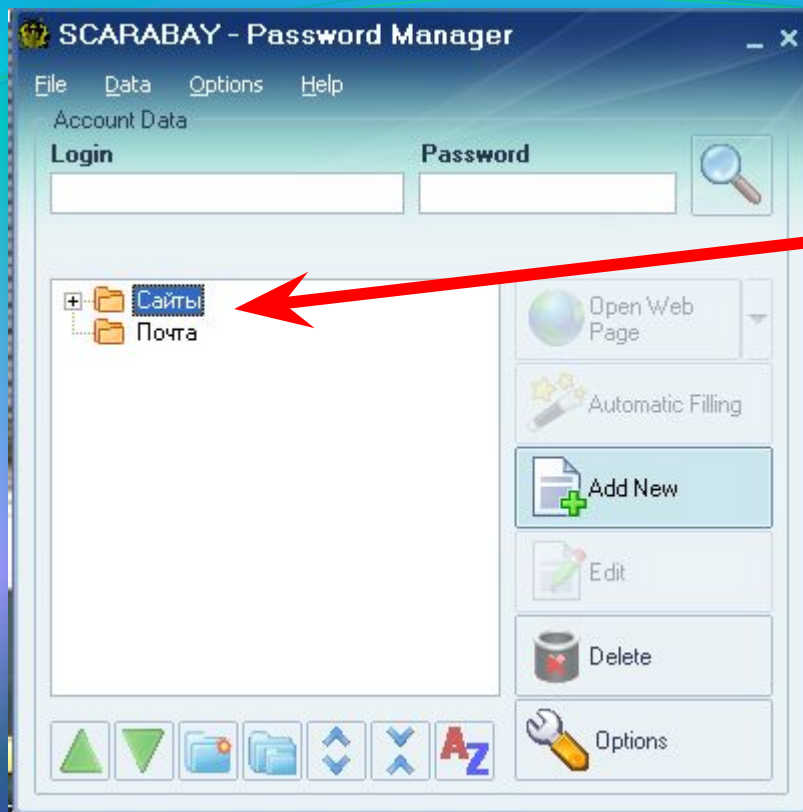 SCARABAY - Password Manager
File Data Options Help
Account Data
Login Password
Сайты
Почта
Open Web
Page
Automatic Filling
Add New
Edit
Delete
Options
AZ